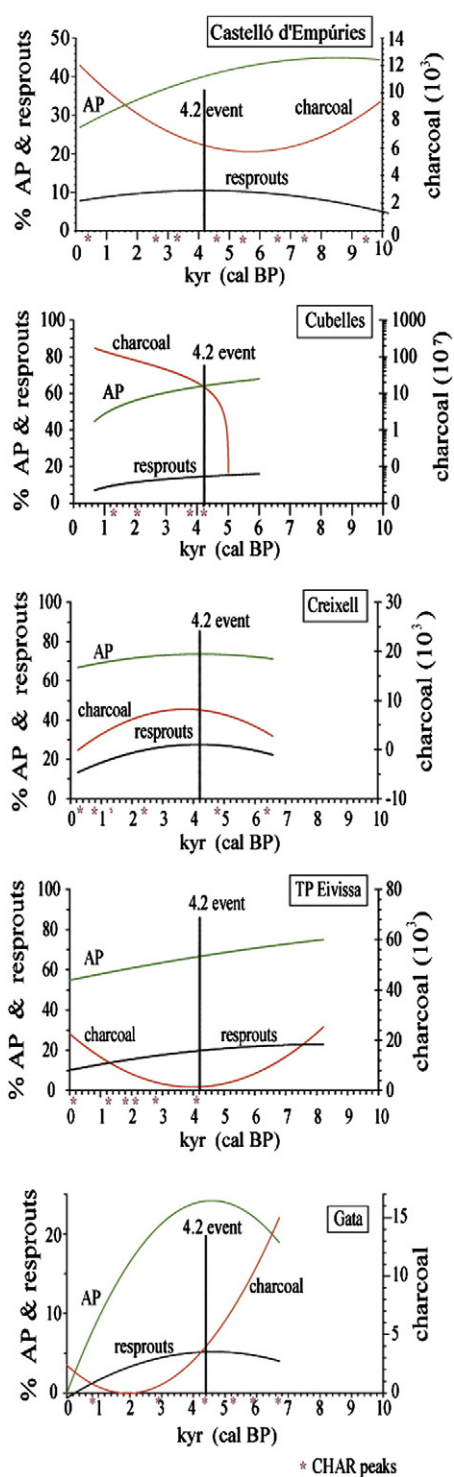 Castelló d'Empúries
50
40
30
20
10
0
% AP & resprouts
AP
4.2 event
charcoal
resprouts
14
12
10
8
6
4
2
0
charcoal (10³)
0 1 2 3 4 5 6 7 8 9 10
* * * * * * * *
kyr (cal BP)
Cubelles
100
80
60
40
20
0
% AP & resprouts
charcoal
4.2 event
AP
resprouts
1000
100
10
1
0
0
charcoal (10⁷)
0 1 2 3 4 5 6 7 8 9 10
* * * *
kyr (cal BP)
Creixell
100
80
60
40
20
0
% AP & resprouts
4.2 event
AP
charcoal
resprouts
30
20
10
0
-10
charcoal (10³)
0 1 2 3 4 5 6 7 8 9 10
* * * * * *
kyr (cal BP)
TP Eivissa
100
80
60
40
20
0
% AP & resprouts
4.2 event
AP
charcoal
resprouts
80
60
40
20
0
charcoal (10³)
0 1 2 3 4 5 6 7 8 9 10
* * * * * *
kyr (cal BP)
Gata
20
10
5
0
% AP & resprouts
4.2 event
AP
charcoal
resprouts
15
10
5
0
charcoal
0 1 2 3 4 5 6 7 8 9 10
* * * * * *
kyr (cal BP)
* CHAR peaks